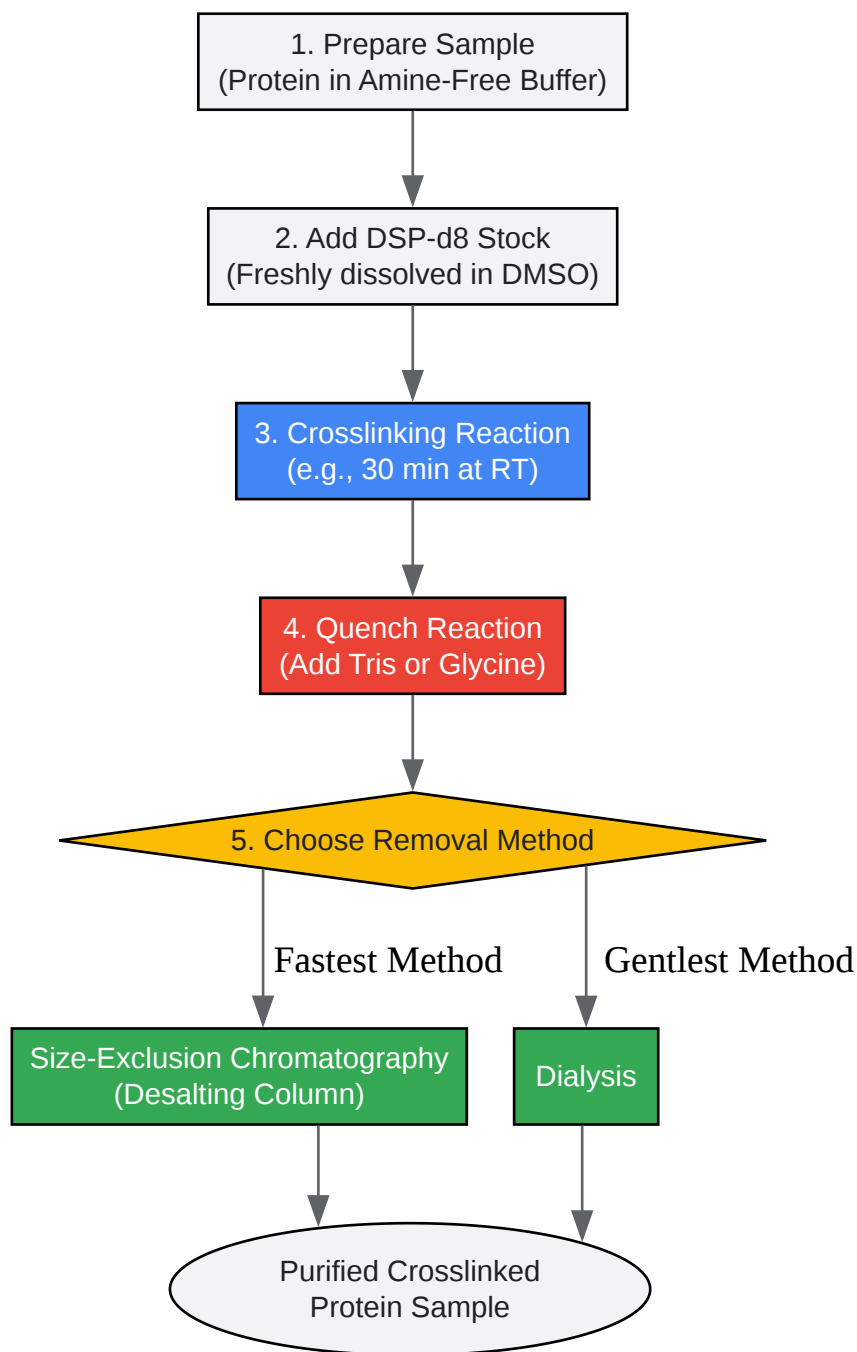 1. Prepare Sample
(Protein in Amine-Free Buffer)
2. Add DSP-d8 Stock
(Freshly dissolved in DMSO)
3. Crosslinking Reaction
(e.g., 30 min at RT)
4. Quench Reaction
(Add Tris or Glycine)
5. Choose Removal Method
Fastest Method
Gentlest Method
Size-Exclusion Chromatography
(Desalting Column)
Dialysis
Purified Crosslinked
Protein Sample